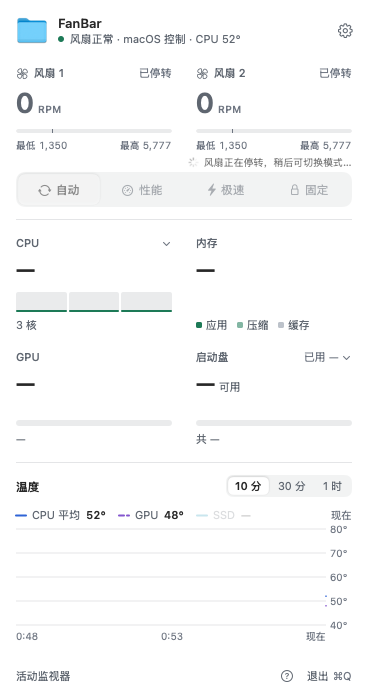 FanBar
风扇正常 · macOS 控制 · CPU 52°
风扇 1 已停转
风扇 2 已停转
0 RPM
0 RPM
最低 1,350 最高 5,777
最低 1,350 最高 5,777
风扇正在停转，稍后可切换模式...
自动 性能 极速 固定
CPU
—
3 核
内存
—
应用 压缩 缓存
GPU
—
—
启动盘 已用 —
— 可用
共 —
温度 10 分 30 分 1 时
CPU 平均 52° GPU 48° SSD — 现在
80°
70°
60°
50°
40°
0:48 0:53 现在
活动监视器 退出 ⌘Q